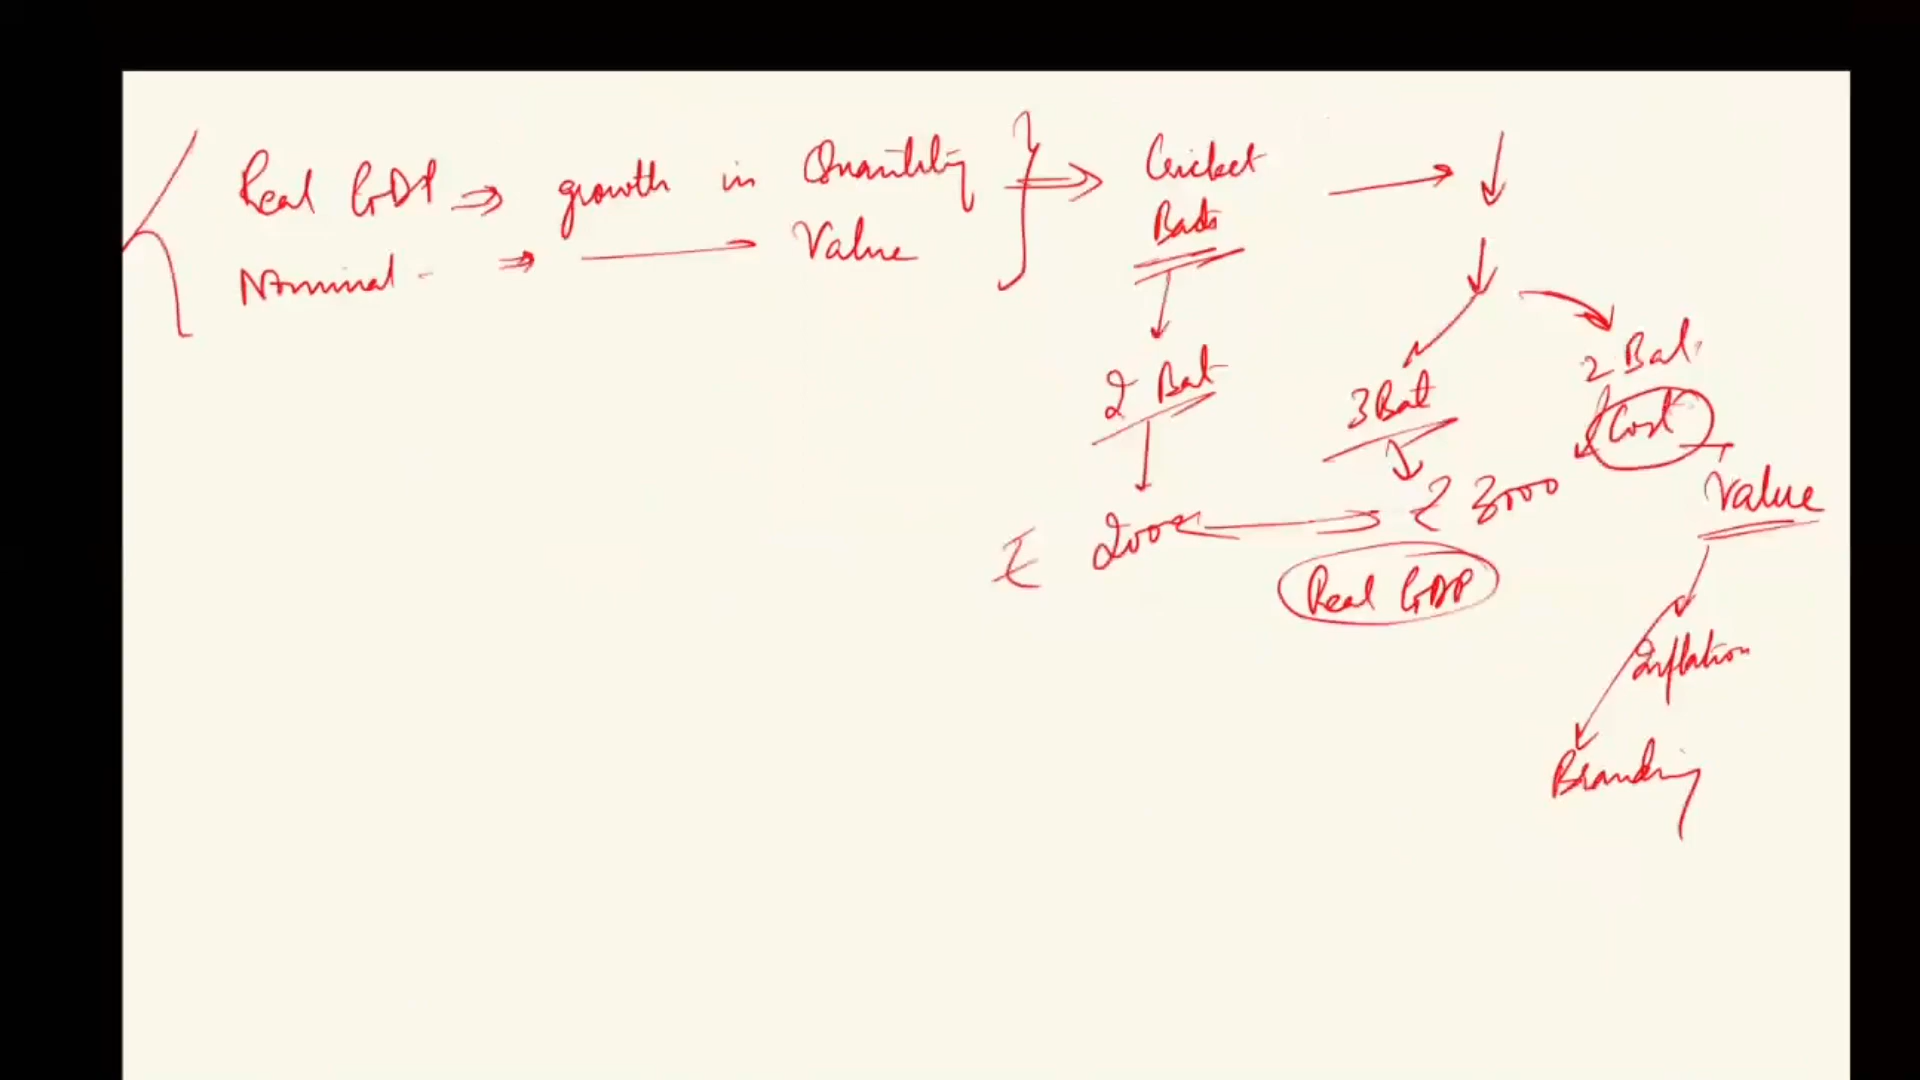 Real GDP ⇒ growth in Quantity } ⇒ Cricket Bats → ↓
Nominal - ⇒ → Value
2 Bat
3 Bat
2 Bat.
Cost
Value
₹ 2000
₹ 3000
Real GDP
Inflation
Branding